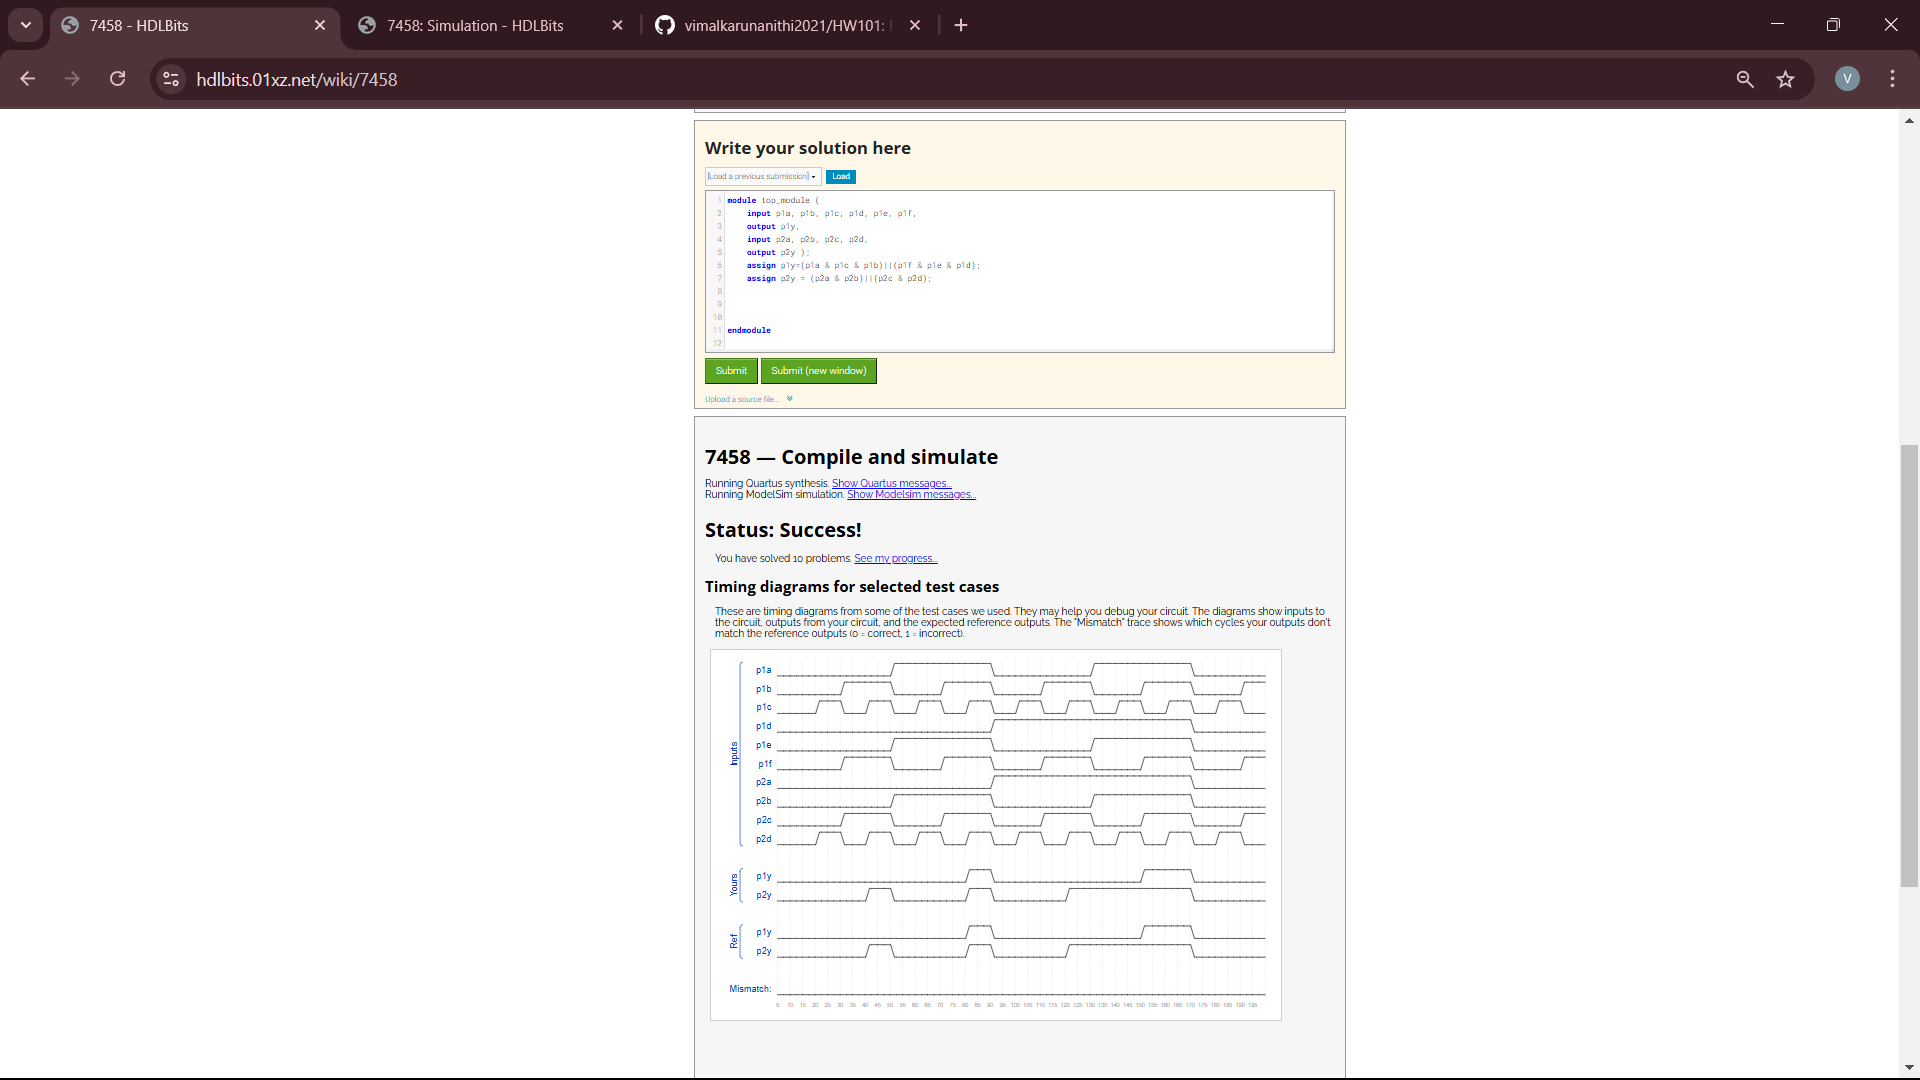 7458 - HDLBits
7458: Simulation - HDLBits
vimalkarunanithi2021/HW101:
hdlbits.01xz.net/wiki/7458
V
Write your solution here
[Load a previous submission]
Load
1 module top_module (
2 input p1a, p1b, p1c, p1d, p1e, p1f,
3 output p1y,
4 input p2a, p2b, p2c, p2d,
5 output p2y );
6 assign p1y=(p1a & p1c & p1b)||(p1f & p1e & p1d);
7 assign p2y = (p2a & p2b)||(p2c & p2d);
8
9
10
11 endmodule
12
Submit
Submit (new window)
Upload a source file...
7458 — Compile and simulate
Running Quartus synthesis. Show Quartus messages...
Running ModelSim simulation. Show Modelsim messages...
Status: Success!
You have solved 10 problems. See my progress...
Timing diagrams for selected test cases
These are timing diagrams from some of the test cases we used. They may help you debug your circuit. The diagrams show inputs to
the circuit, outputs from your circuit, and the expected reference outputs. The "Mismatch" trace shows which cycles your outputs don't
match the reference outputs (0 = correct, 1 = incorrect).
Inputs
p1a
p1b
p1c
p1d
p1e
p1f
p2a
p2b
p2c
p2d
Yours
p1y
p2y
Ref
p1y
p2y
Mismatch:
5 10 15 20 25 30 35 40 45 50 55 60 65 70 75 80 85 90 95 100 105 110 115 120 125 130 135 140 145 150 155 160 165 170 175 180 185 190 195